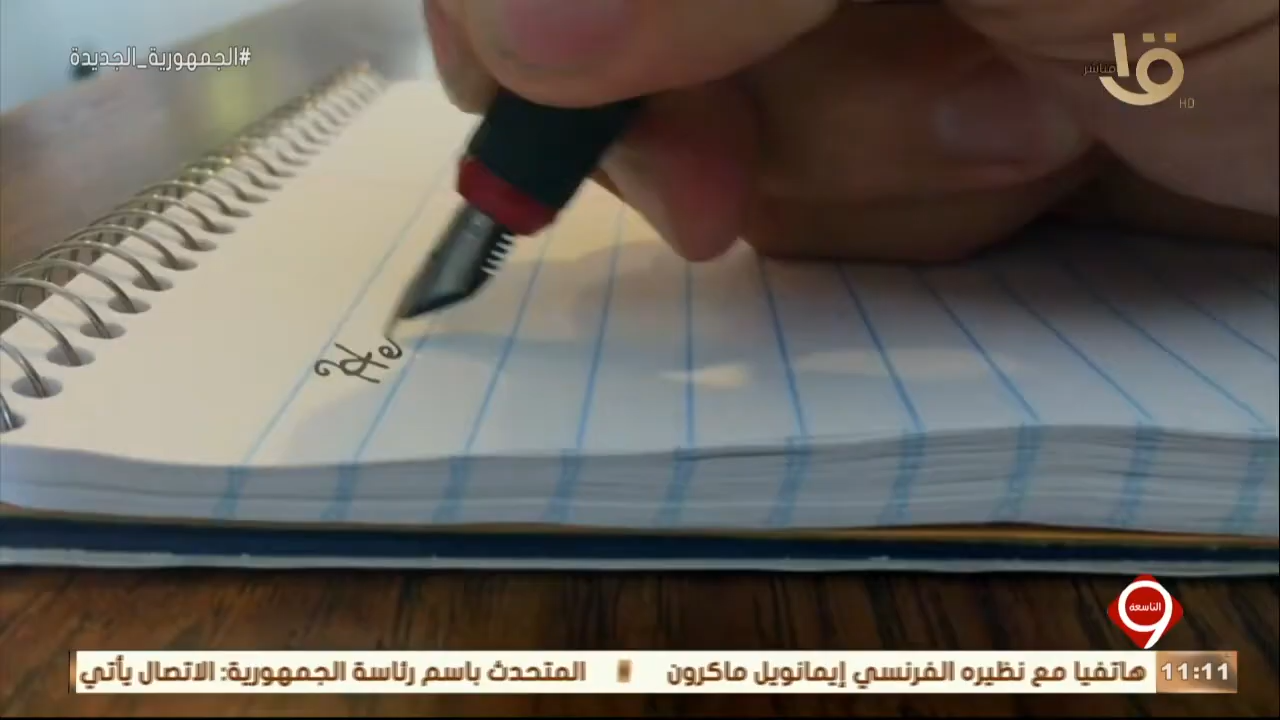 #الجمهورية_الجديدة
مباشر
HD
He
التاسعة
9
هاتفيا مع نظيره الفرنسي إيمانويل ماكرون
المتحدث باسم رئاسة الجمهورية: الاتصال يأتي
11:11